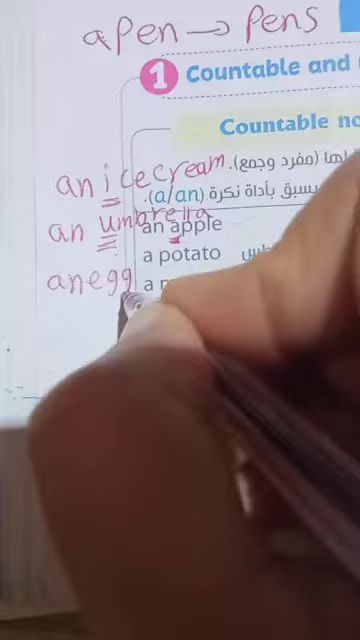 a pen → pens
1 Countable and
Countable no
(مفرد وجمع)
an icecream
يسبق بأداة نكرة (a/an).
an umbrella
an apple
a potato
an egg
a